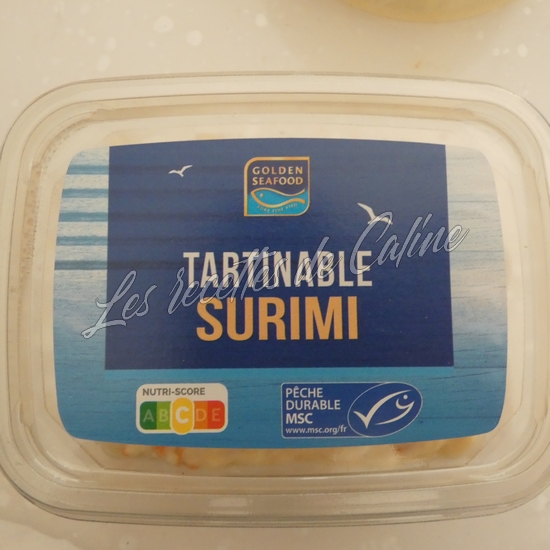 GOLDEN
SEAFOOD
TARTINABLE
Les recettes de Caline
SURIMI
NUTRI-SCORE
A B C D E
PÊCHE
DURABLE
MSC
www.msc.org/fr